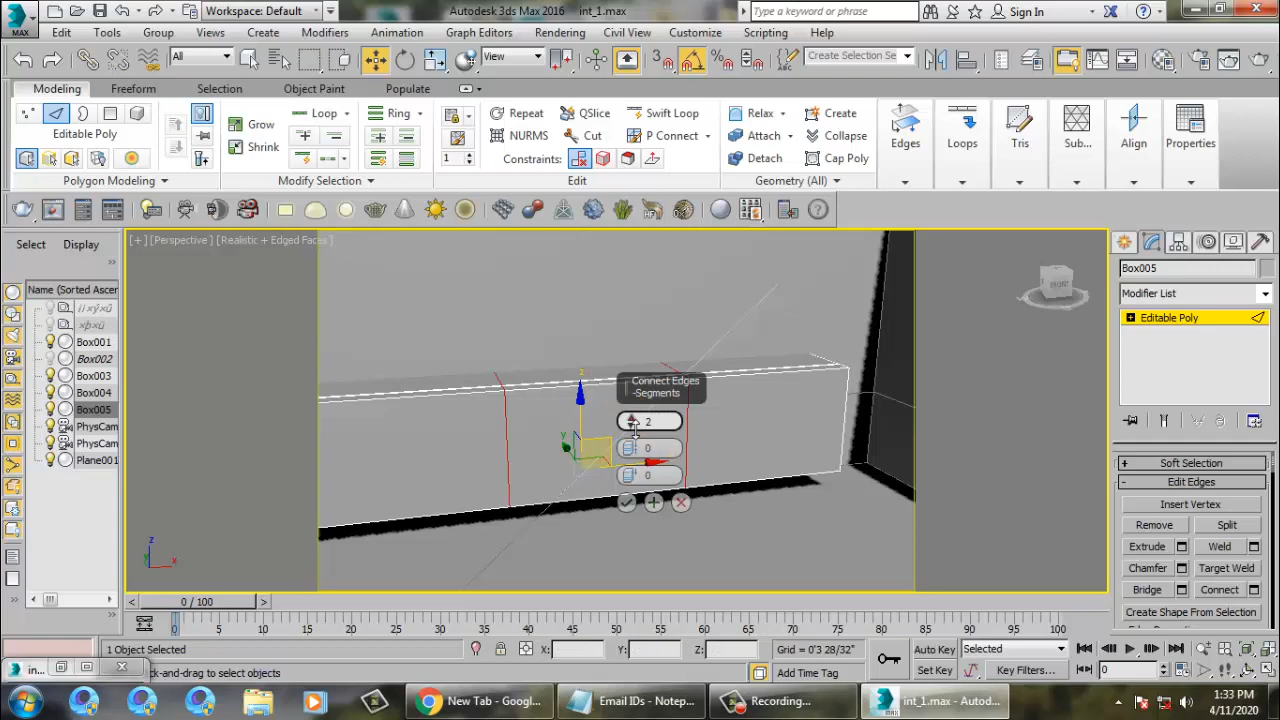 MAX
Workspace: Default
Autodesk 3ds Max 2016
int_1.max
Type a keyword or phrase
Sign In
Edit Tools Group Views Create Modifiers Animation Graph Editors Rendering Civil View Customize Scripting Help
All
View
3
Create Selection Se
Modeling Freeform Selection Object Paint Populate
Loop Ring Repeat QSlice Swift Loop Relax Create
Grow NURMS Cut P Connect Attach Collapse
Editable Poly Shrink 1 Constraints: Detach Cap Poly
Edges Loops Tris Sub... Align Properties
Polygon Modeling Modify Selection Edit Geometry (All)
Select Display
Name (Sorted Ascer
Box001
Box002
Box003
Box004
Box005
PhysCam
PhysCam
Plane001
[+] [Perspective] [Realistic + Edged Faces]
FRONT
Connect Edges
-Segments
2
0
0
z
y
z
x
Box005
Modifier List
Editable Poly
Soft Selection
Edit Edges
Insert Vertex
Remove Split
Extrude Weld
Chamfer Target Weld
Bridge Connect
Create Shape From Selection
0 / 100
0 5 10 15 20 25 30 35 40 45 50 55 60 65 70 75 80 85 90 95 100
1 Object Selected
X: Y: Z:
Grid = 0'3 28/32"
Auto Key Selected
in...
ck-and-drag to select objects
Add Time Tag
Set Key Key Filters...
0
New Tab - Googl...
Email IDs - Notep...
Recording...
int_1.max - Autod...
1:33 PM
4/11/2020